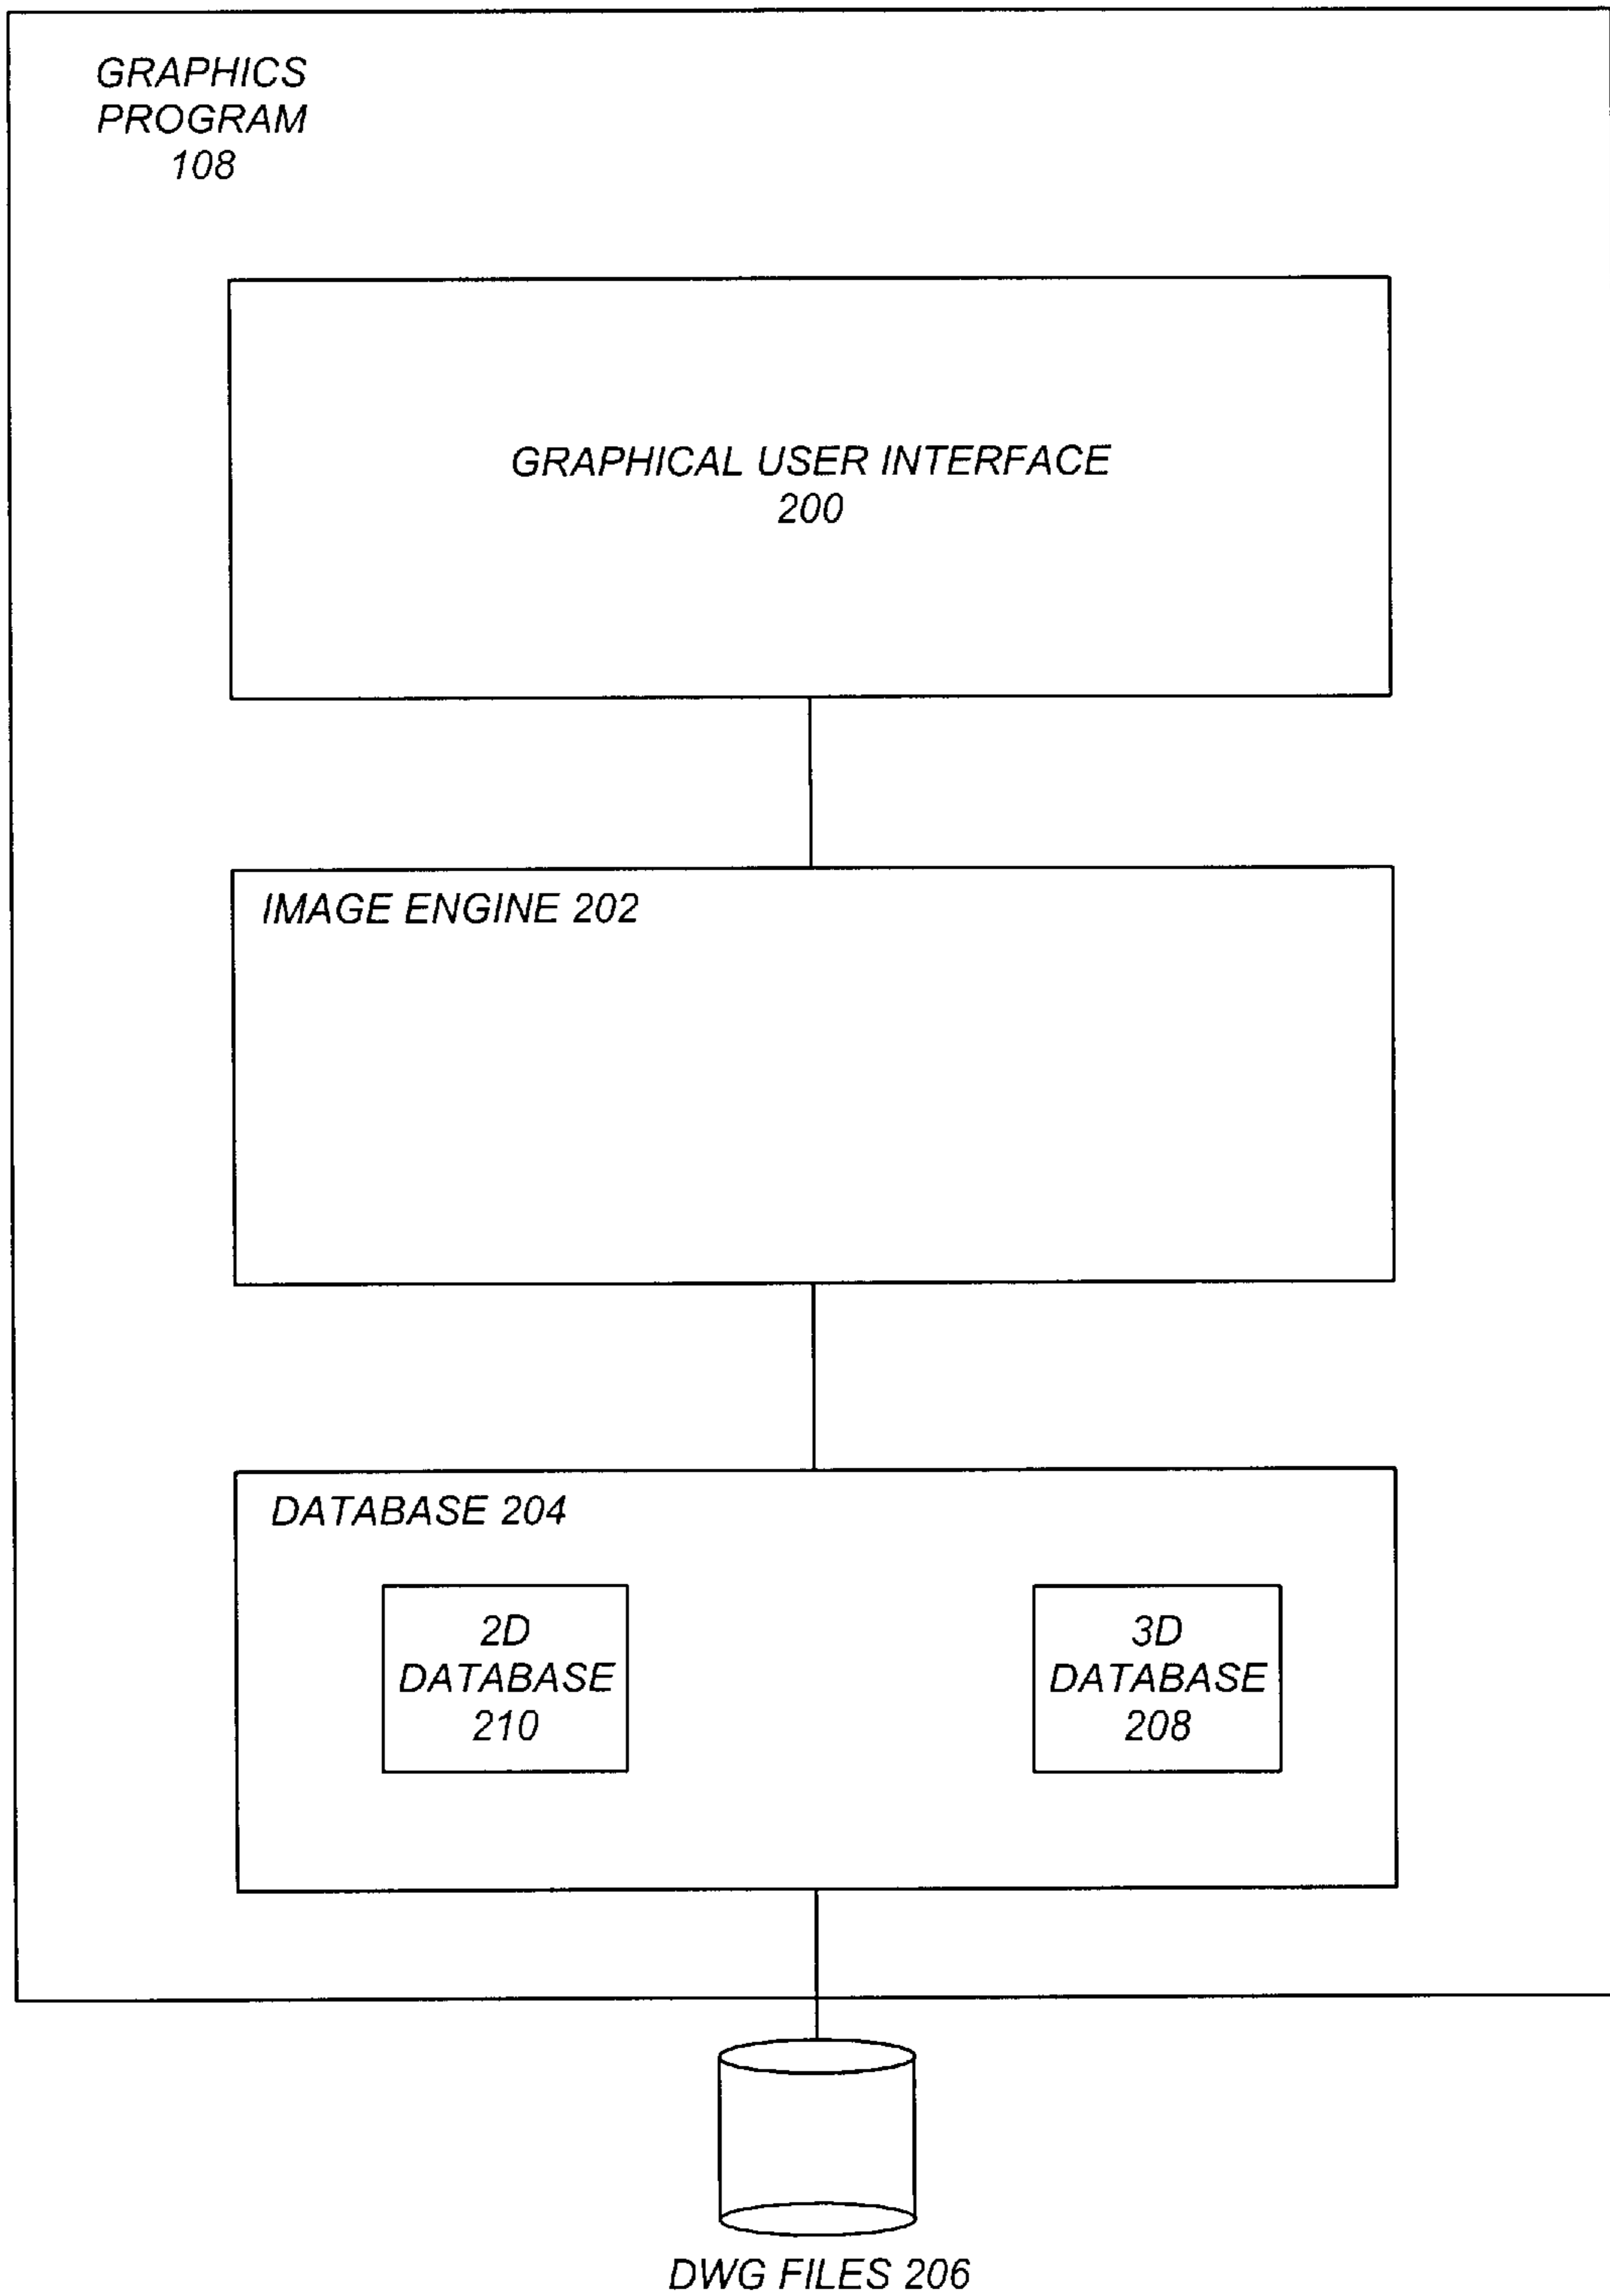 GRAPHICS
PROGRAM
108
GRAPHICAL USER INTERFACE
200
IMAGE ENGINE 202
DATABASE 204
2D
DATABASE
210
3D
DATABASE
208
DWG FILES 206